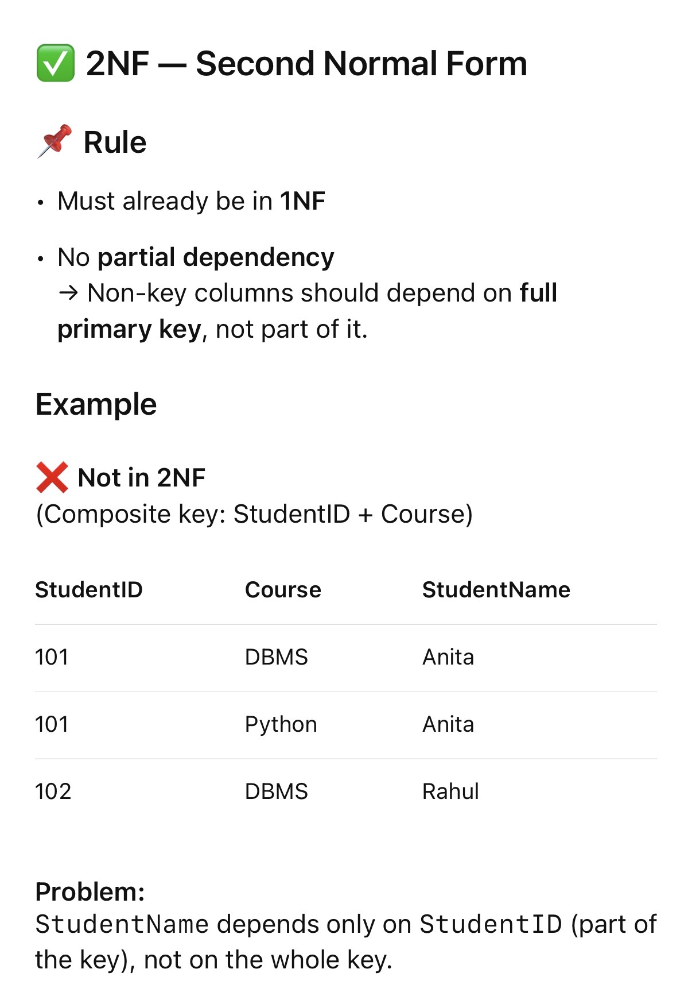 ✅ 2NF — Second Normal Form
📌 Rule
• Must already be in 1NF
• No partial dependency
→ Non-key columns should depend on full
primary key, not part of it.
Example
❌ Not in 2NF
(Composite key: StudentID + Course)
StudentID Course StudentName
101 DBMS Anita
101 Python Anita
102 DBMS Rahul
Problem:
StudentName depends only on StudentID (part of
the key), not on the whole key.